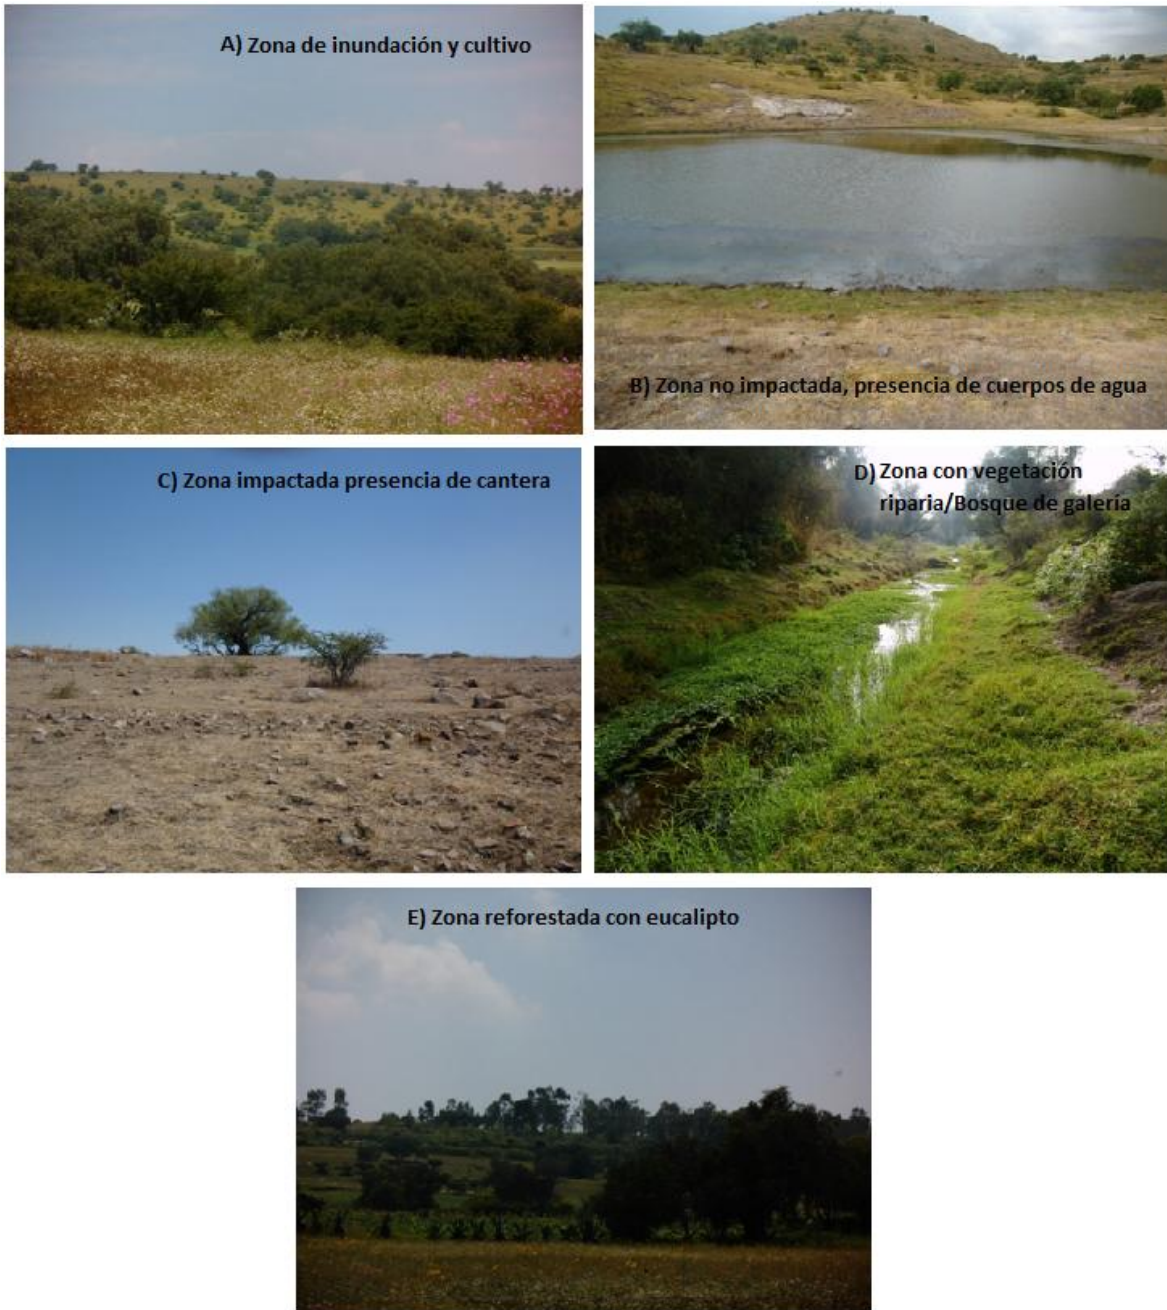 A) Zona de inundación y cultivo
B) Zona no impactada, presencia de cuerpos de agua
C) Zona impactada presencia de cantera
D) Zona con vegetación
riparia/Bosque de galería
E) Zona reforestada con eucalipto